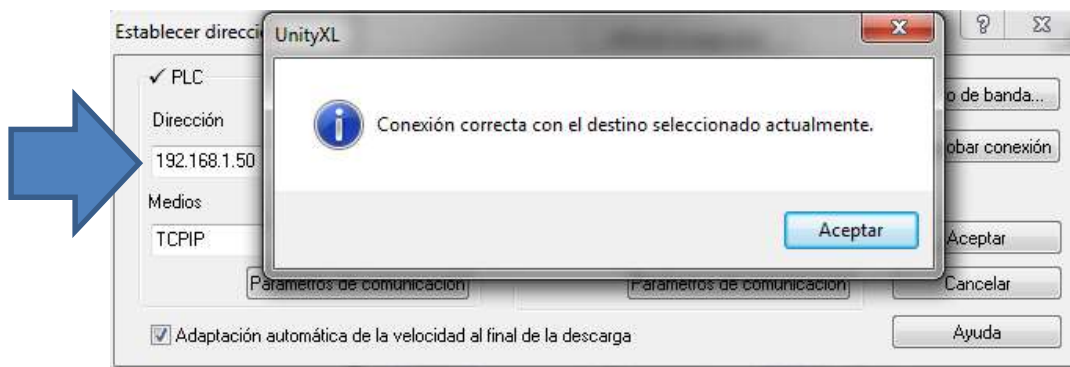 Establecer direcci
UnityXL
✓ PLC
Dirección
192.168.1.50
Medios
TCPIP
Conexión correcta con el destino seleccionado actualmente.
Aceptar
o de banda...
obar conexión
Aceptar
Parámetros de comunicación
Parámetros de comunicación
Cancelar
Adaptación automática de la velocidad al final de la descarga
Ayuda